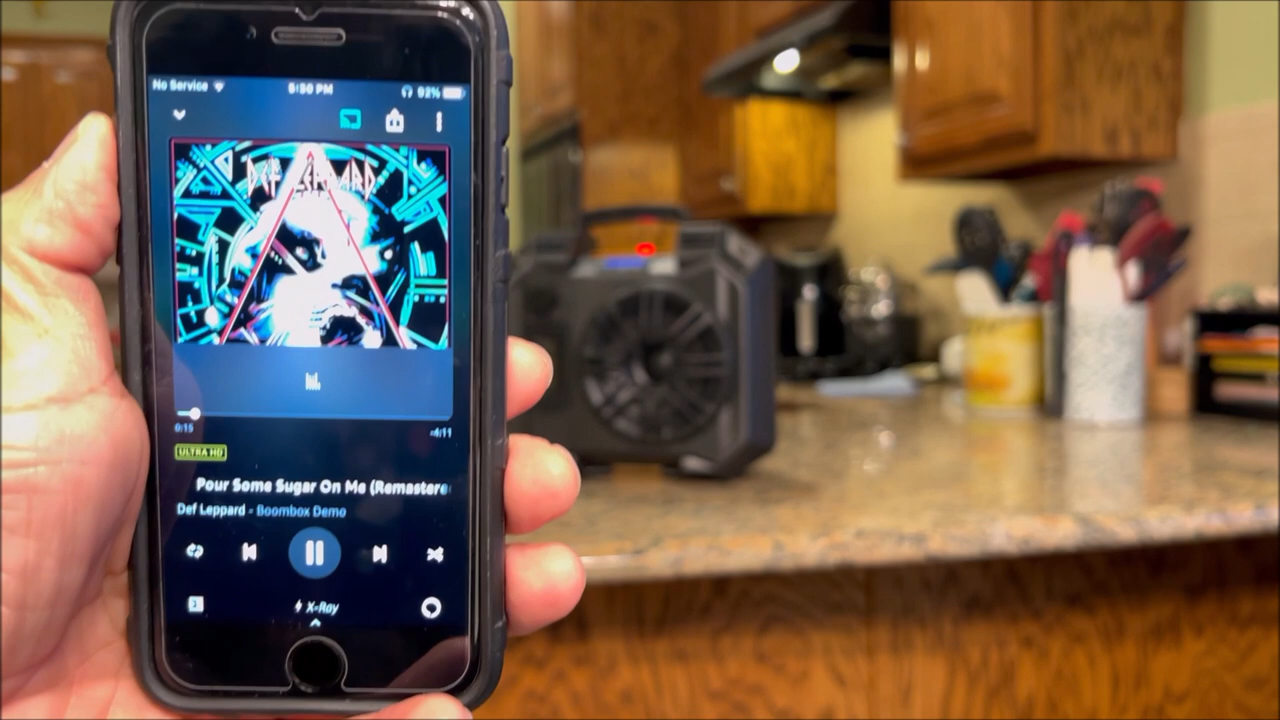 No Service 5:50 PM 92%
DEF LEPPARD
0:15 -4:11
ULTRA HD
Pour Some Sugar On Me (Remastere
Def Leppard - Boombox Demo
X-Ray